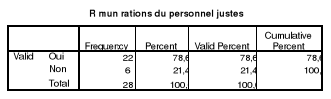 R mun rations du personnel justes
Frequency Percent Valid Percent Cumulative Percent
Valid Oui 22 78,6 78,6 78,6
Non 6 21,4 21,4 100,
Total 28 100, 100,